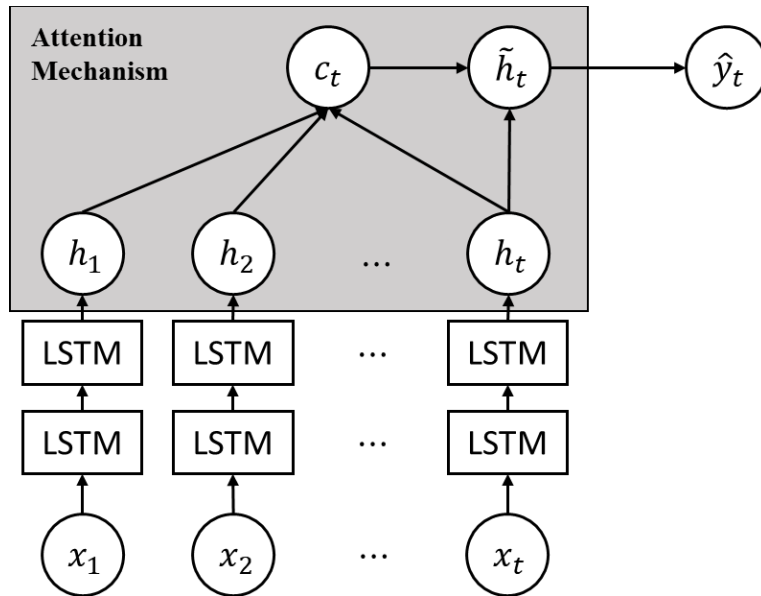 Attention
Mechanism
c_t h̃_t ŷ_t
h_1 h_2 … h_t
LSTM LSTM … LSTM
LSTM LSTM … LSTM
x_1 x_2 … x_t